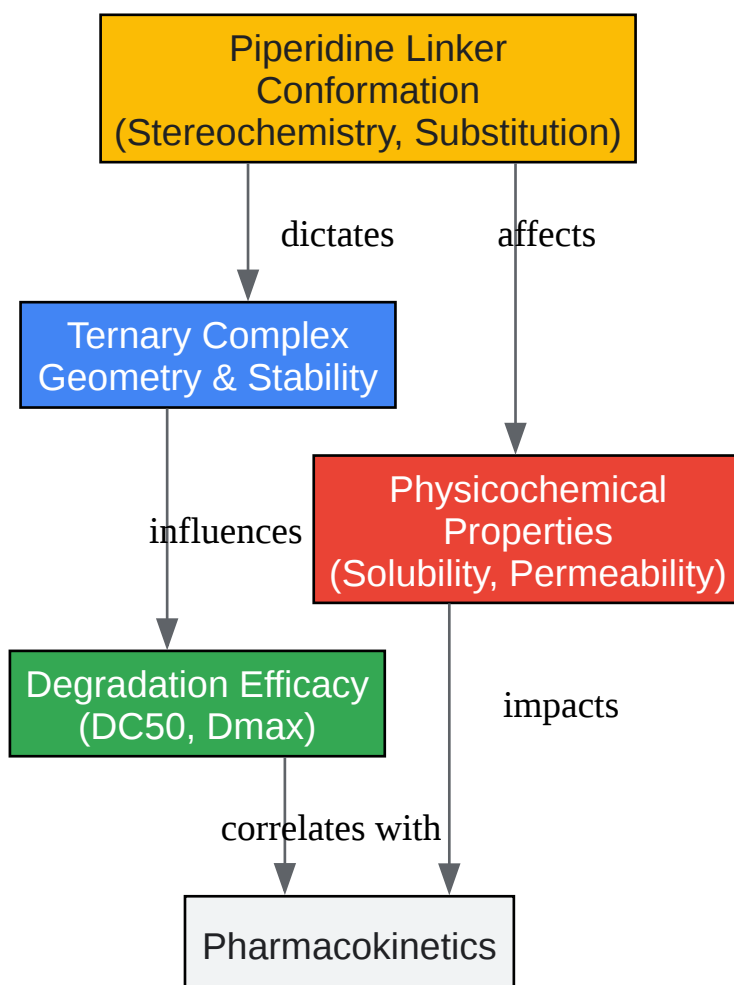 Piperidine Linker
Conformation
(Stereochemistry, Substitution)
dictates
affects
Ternary Complex
Geometry & Stability
Physicochemical
Properties
(Solubility, Permeability)
influences
Degradation Efficacy
(DC50, Dmax)
impacts
correlates with
Pharmacokinetics